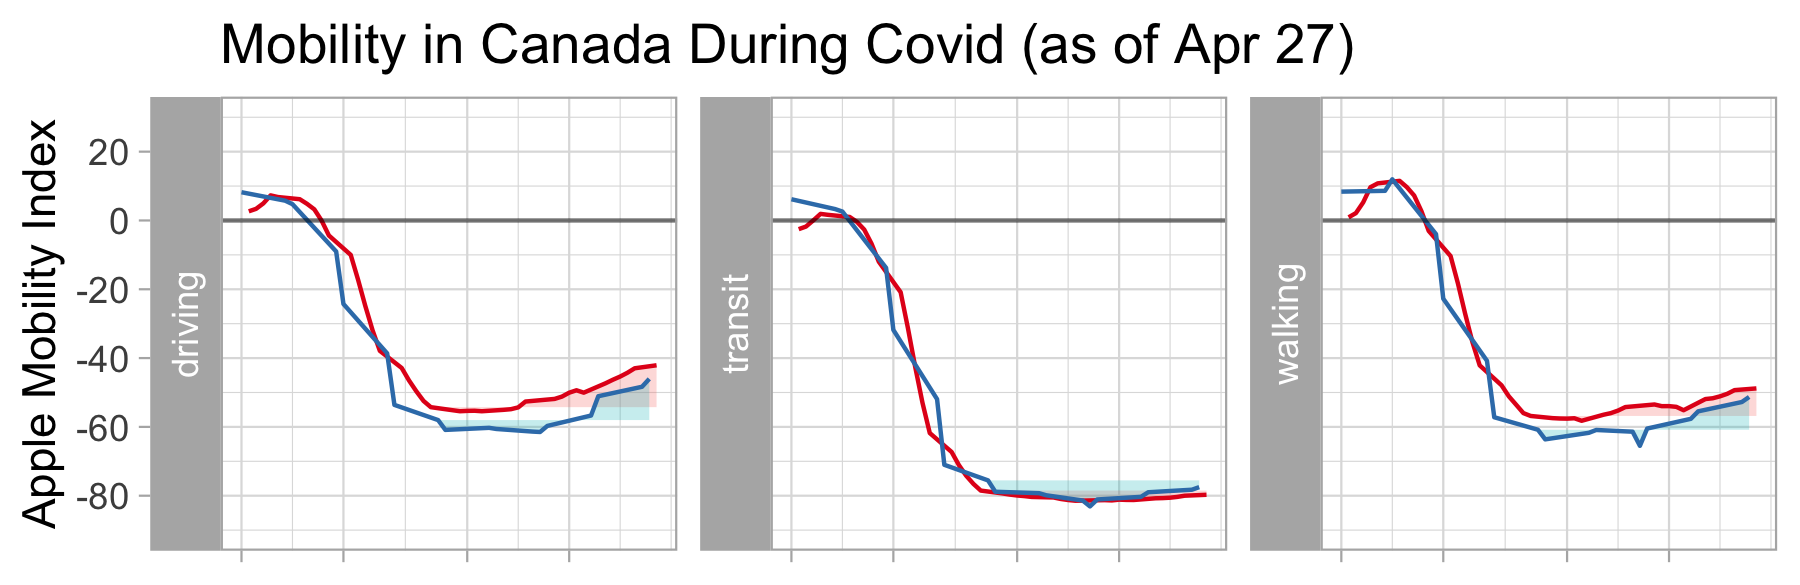 Mobility in Canada During Covid (as of Apr 27)
Apple Mobility Index
20
0
-20
-40
-60
-80
driving
transit
walking